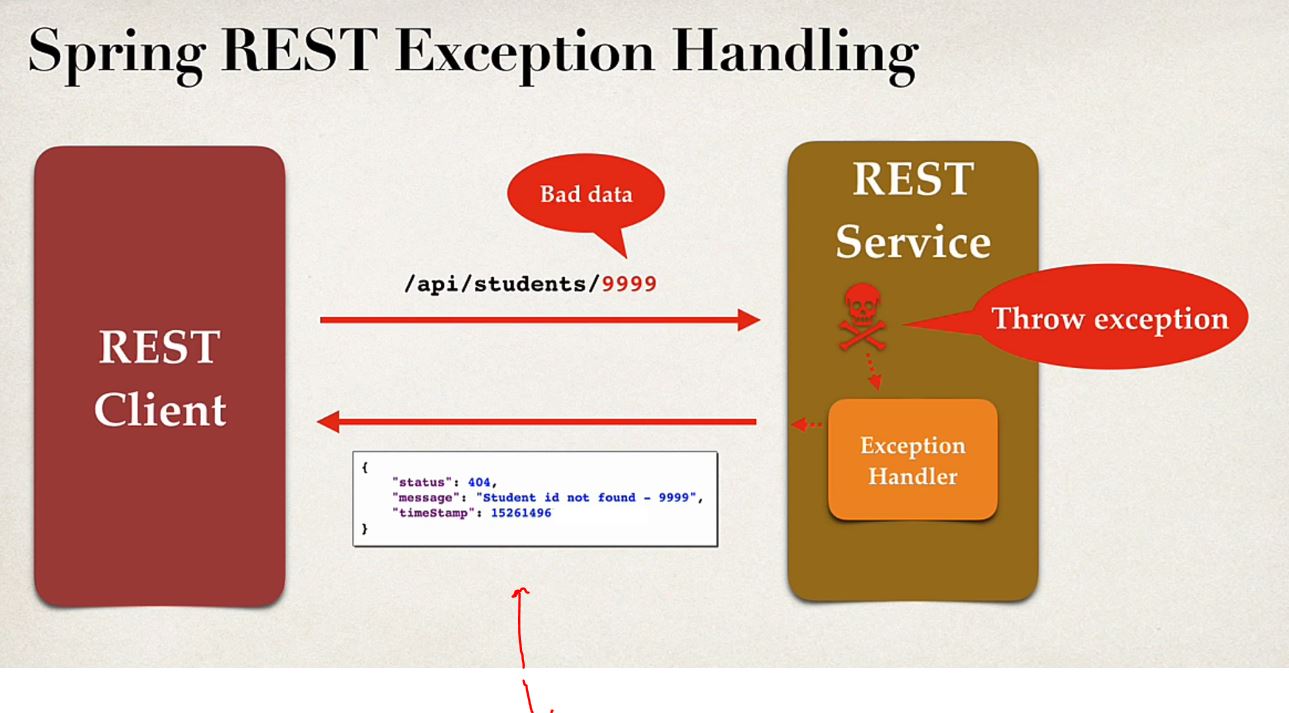 Spring REST Exception Handling
REST
Client
Bad data
/api/students/9999
{
"status": 404,
"message": "Student id not found - 9999",
"timeStamp": 15261496
}
REST
Service
Throw exception
Exception
Handler